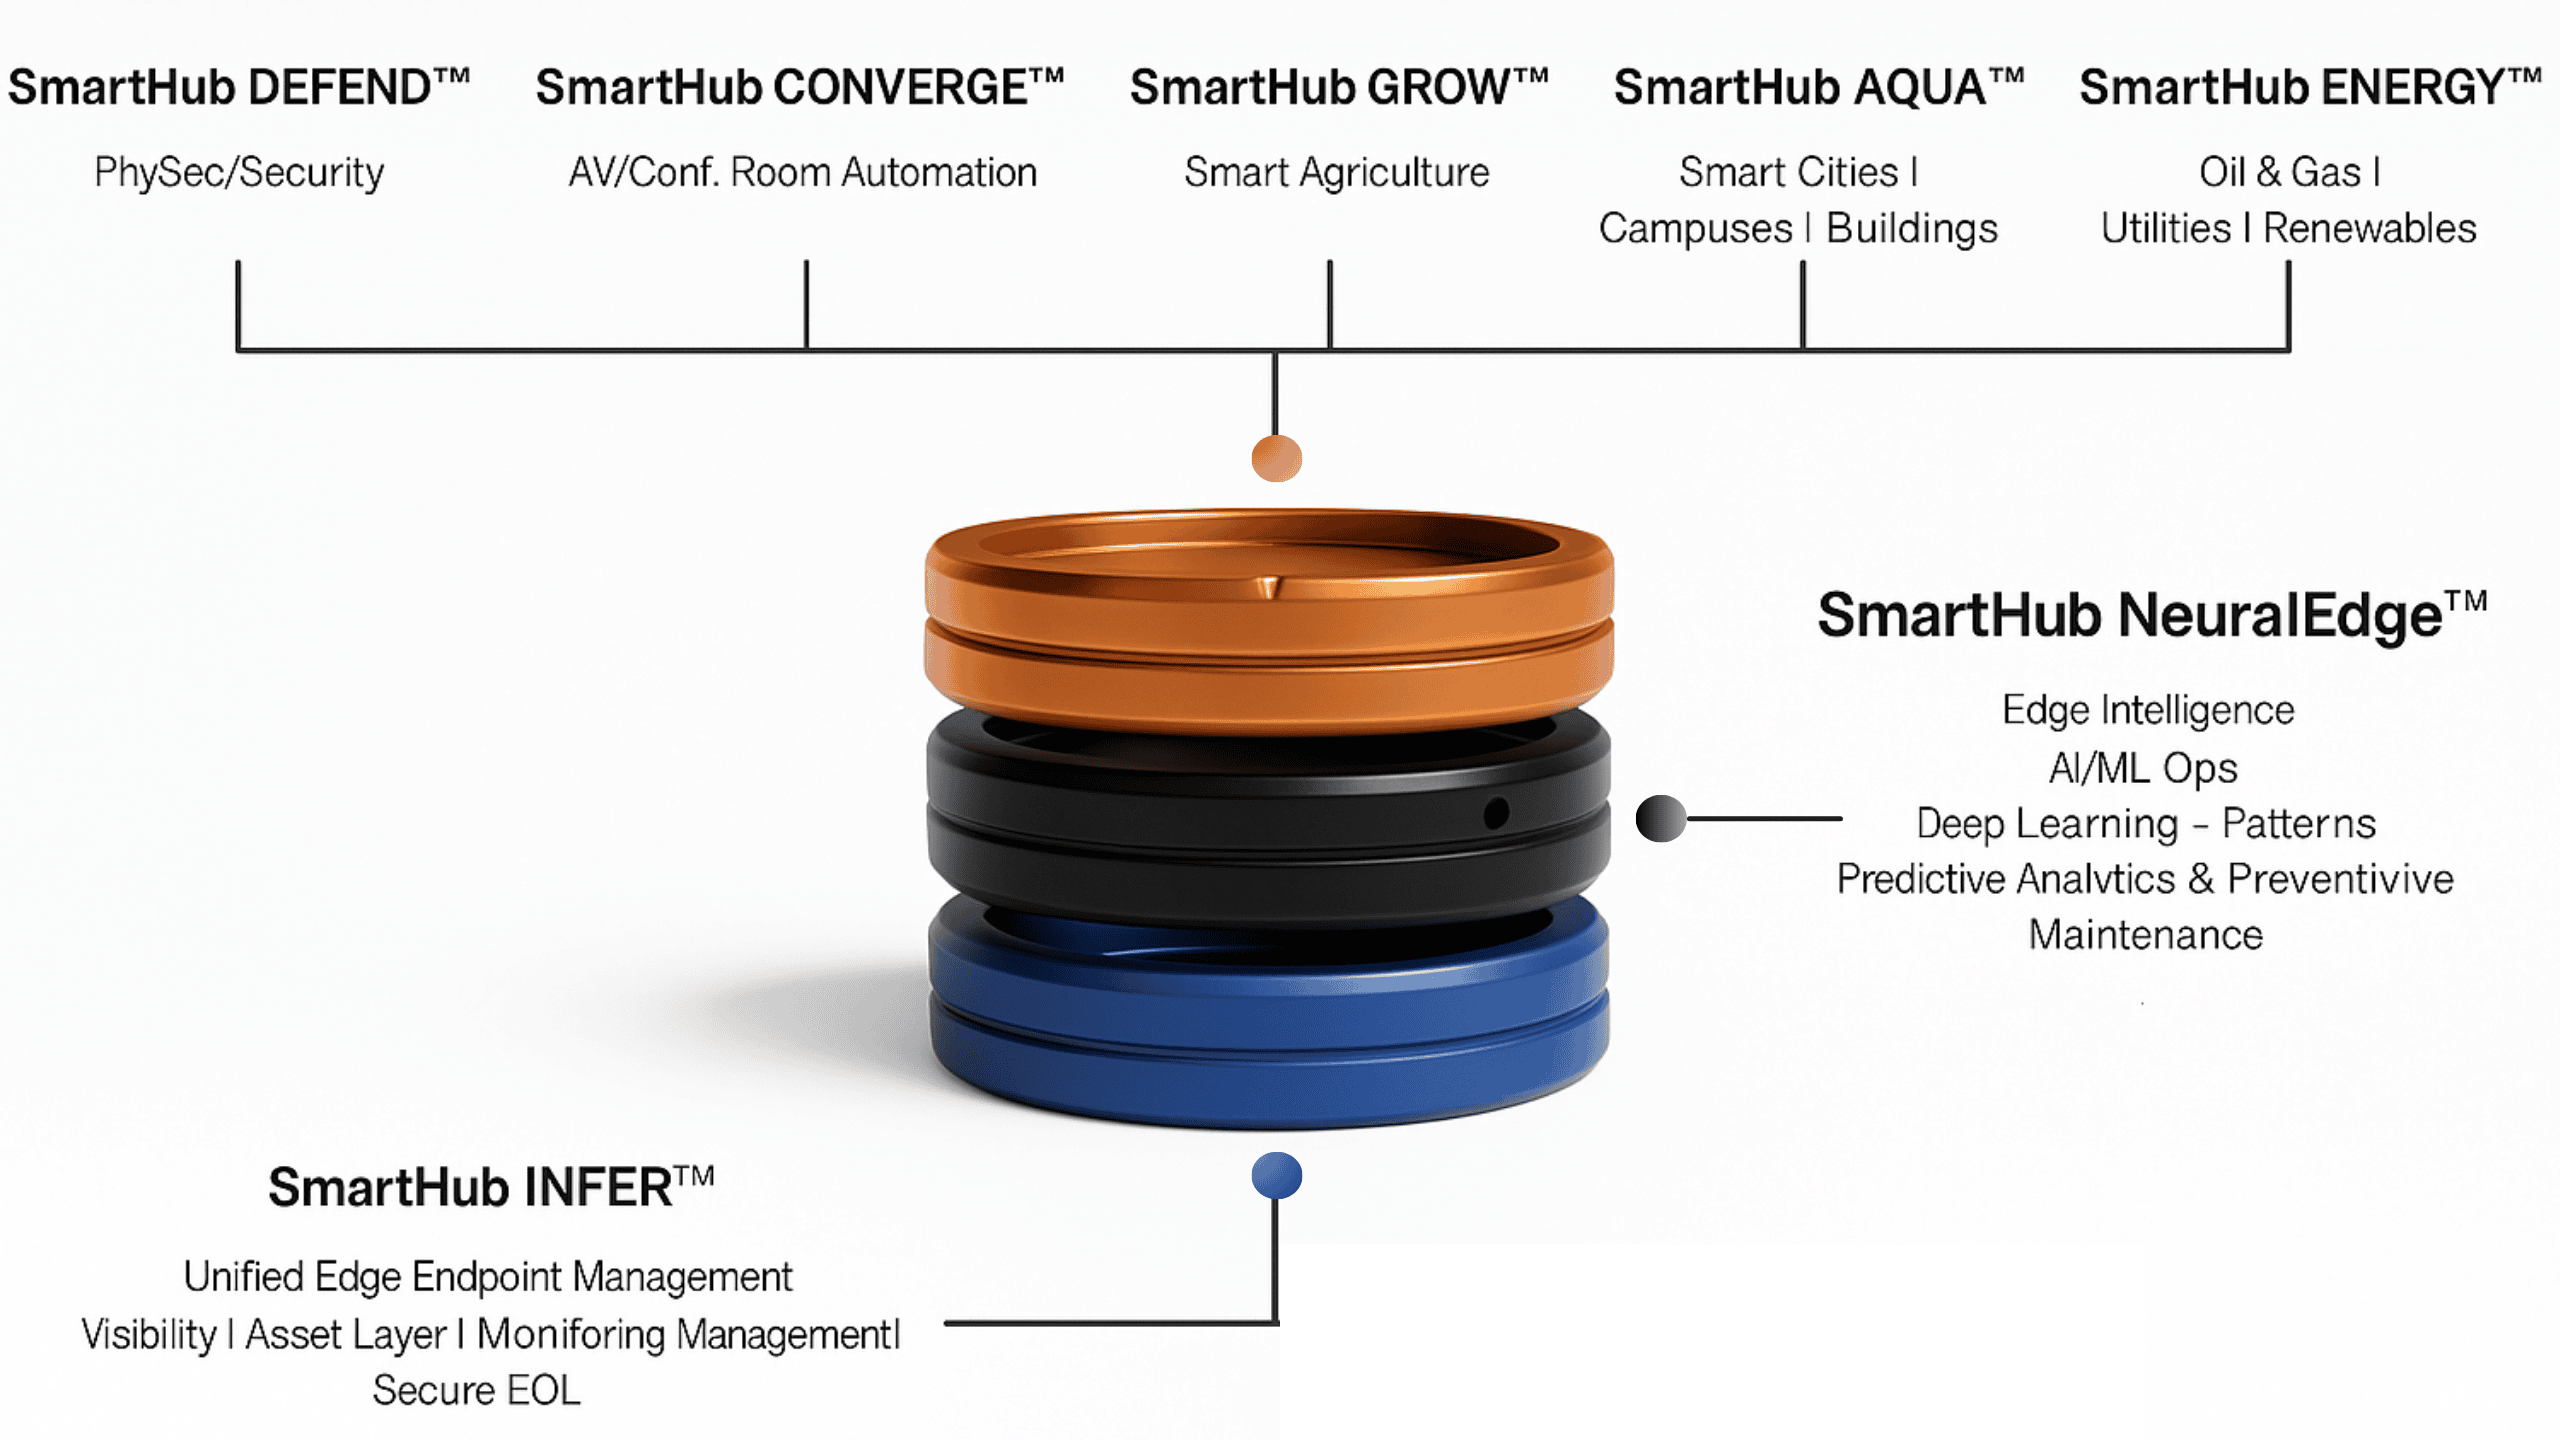 SmartHub DEFEND™
PhySec/Security
SmartHub CONVERGE™
AV/Conf. Room Automation
SmartHub GROW™
Smart Agriculture
SmartHub AQUA™
Smart Cities |
Campuses | Buildings
SmartHub ENERGY™
Oil & Gas |
Utilities | Renewables
SmartHub NeuralEdge™
Edge Intelligence
AI/ML Ops
Deep Learning - Patterns
Predictive Analvtics & Preventivive
Maintenance
SmartHub INFER™
Unified Edge Endpoint Management
Visibility | Asset Layer | Moniforing Management|
Secure EOL